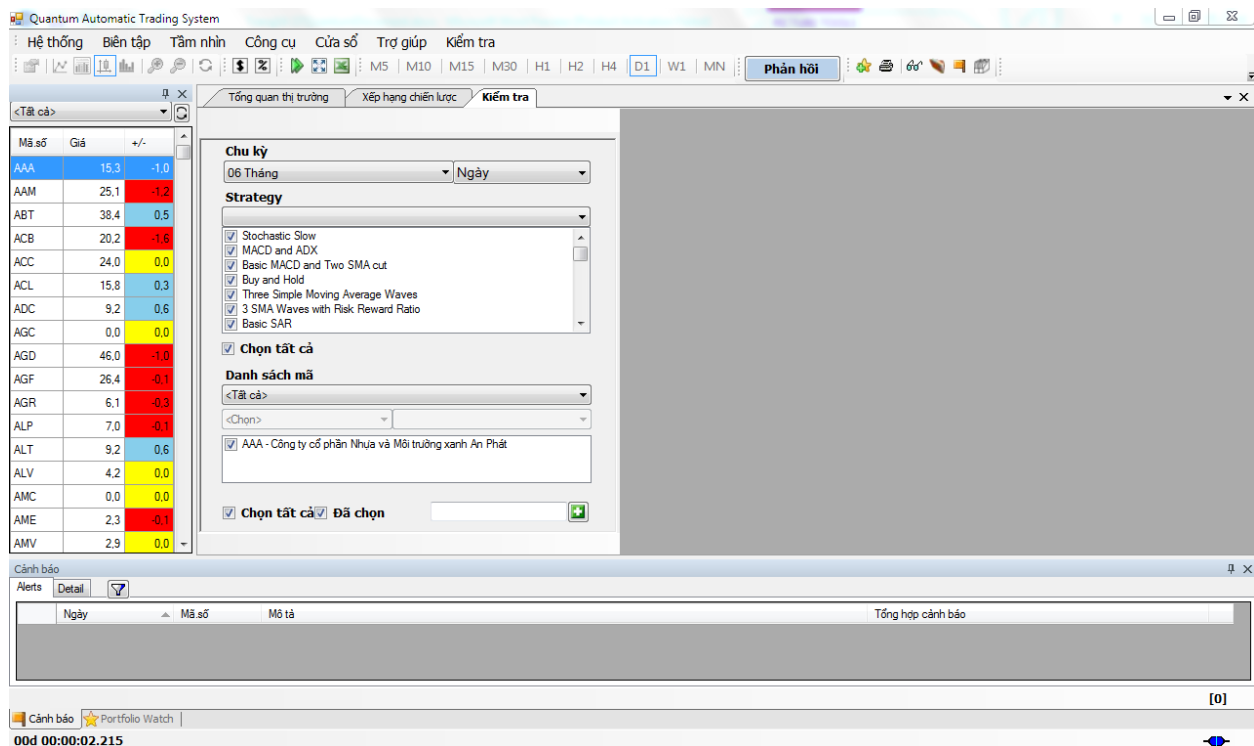 Quantum Automatic Trading System
Hệ thống Biên tập Tầm nhìn Công cụ Cửa sổ Trợ giúp Kiểm tra
M5 M10 M15 M30 H1 H2 H4 D1 W1 MN Phản hồi
<Tất cả>
Tổng quan thị trường Xếp hạng chiến lược Kiểm tra
Mã.số Giá +/-
AAA 15,3 -1,0
AAM 25,1 -1,2
ABT 38,4 0,5
ACB 20,2 -1,6
ACC 24,0 0,0
ACL 15,8 0,3
ADC 9,2 0,6
AGC 0,0 0,0
AGD 46,0 -1,0
AGF 26,4 -0,1
AGR 6,1 -0,3
ALP 7,0 -0,1
ALT 9,2 0,6
ALV 4,2 0,0
AMC 0,0 0,0
AME 2,3 -0,1
AMV 2,9 0,0
Chu kỳ
06 Tháng Ngày
Strategy
Stochastic Slow
MACD and ADX
Basic MACD and Two SMA cut
Buy and Hold
Three Simple Moving Average Waves
3 SMA Waves with Risk Reward Ratio
Basic SAR
Chọn tất cả
Danh sách mã
<Tất cả>
<Chọn>
AAA - Công ty cổ phần Nhựa và Môi trường xanh An Phát
Chọn tất cả Đã chọn
Cảnh báo
Alerts Detail
Ngày Mã.số Mô tả Tổng hợp cảnh báo
[0]
Cảnh báo Portfolio Watch
00d 00:00:02.215